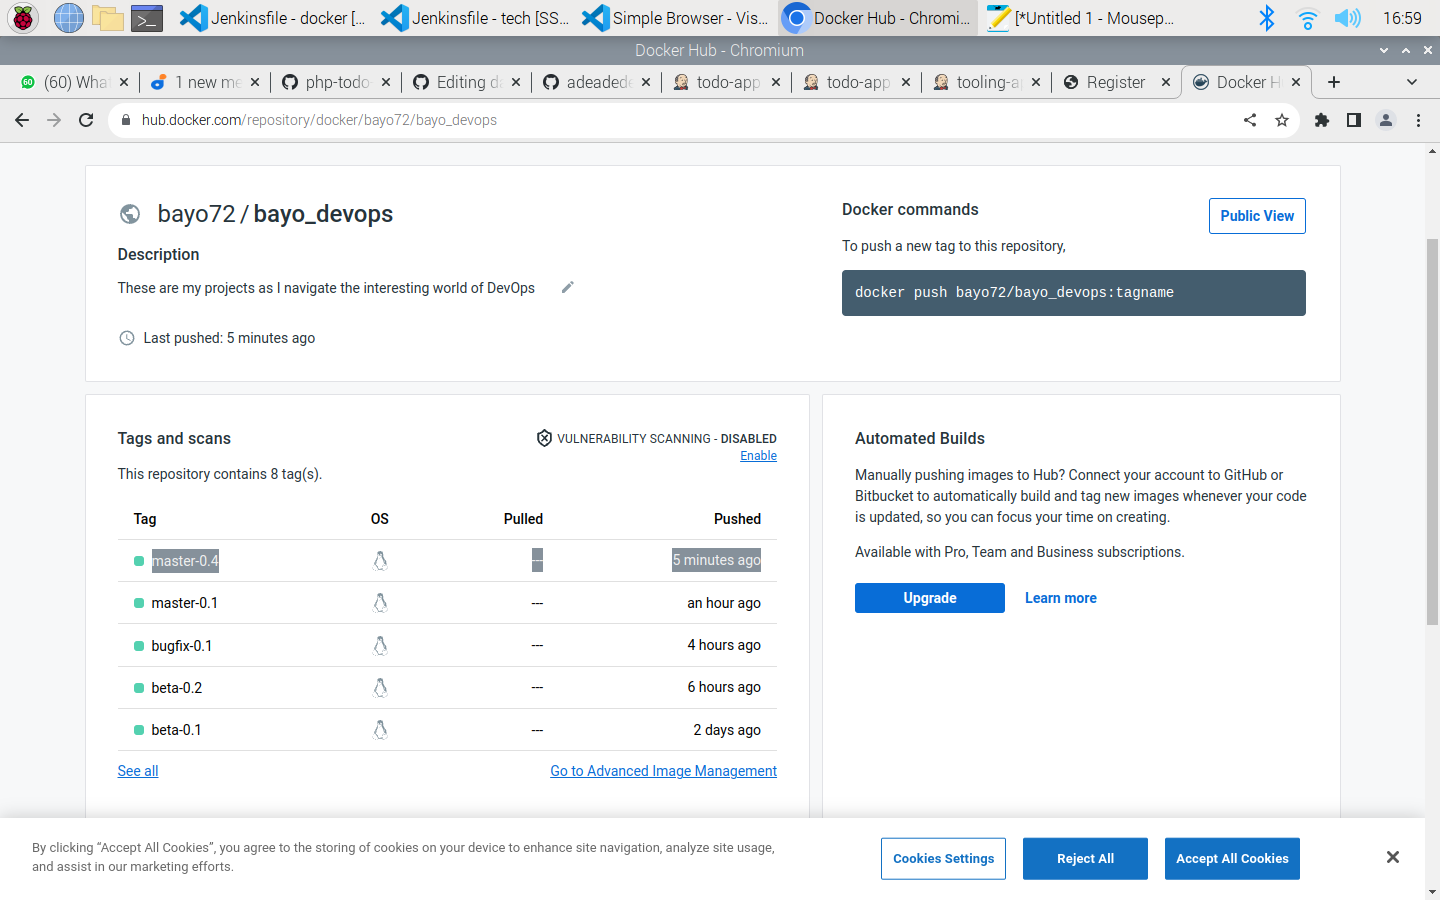 Jenkinsfile - docker [...
Jenkinsfile - tech [SS...
Simple Browser - Vis...
Docker Hub - Chromi...
[*Untitled 1 - Mousep...
16:59
Docker Hub - Chromium
(60) What
1 new me
php-todo-
Editing da
adeadede
todo-app
todo-app
tooling-a
Register
Docker H
hub.docker.com/repository/docker/bayo72/bayo_devops
bayo72 / bayo_devops
Description
These are my projects as I navigate the interesting world of DevOps
Last pushed: 5 minutes ago
Docker commands
Public View
To push a new tag to this repository,
docker push bayo72/bayo_devops:tagname
Tags and scans
VULNERABILITY SCANNING - DISABLED
Enable
This repository contains 8 tag(s).
Tag OS Pulled Pushed
master-0.4 --- 5 minutes ago
master-0.1 --- an hour ago
bugfix-0.1 --- 4 hours ago
beta-0.2 --- 6 hours ago
beta-0.1 --- 2 days ago
See all
Go to Advanced Image Management
Automated Builds
Manually pushing images to Hub? Connect your account to GitHub or
Bitbucket to automatically build and tag new images whenever your code
is updated, so you can focus your time on creating.
Available with Pro, Team and Business subscriptions.
Upgrade
Learn more
By clicking “Accept All Cookies”, you agree to the storing of cookies on your device to enhance site navigation, analyze site usage,
and assist in our marketing efforts.
Cookies Settings
Reject All
Accept All Cookies